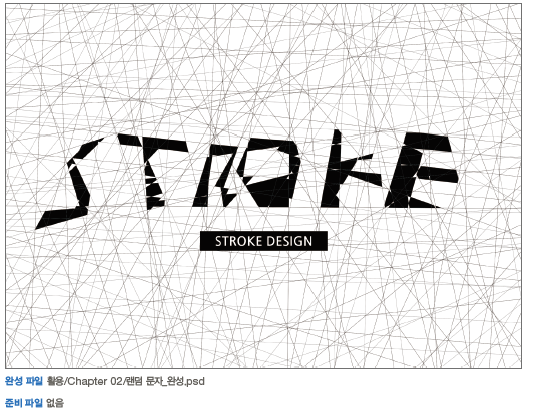 STROKE
STROKE DESIGN
완성 파일 활용/Chapter 02/랜덤 문자_완성.psd
준비 파일 없음